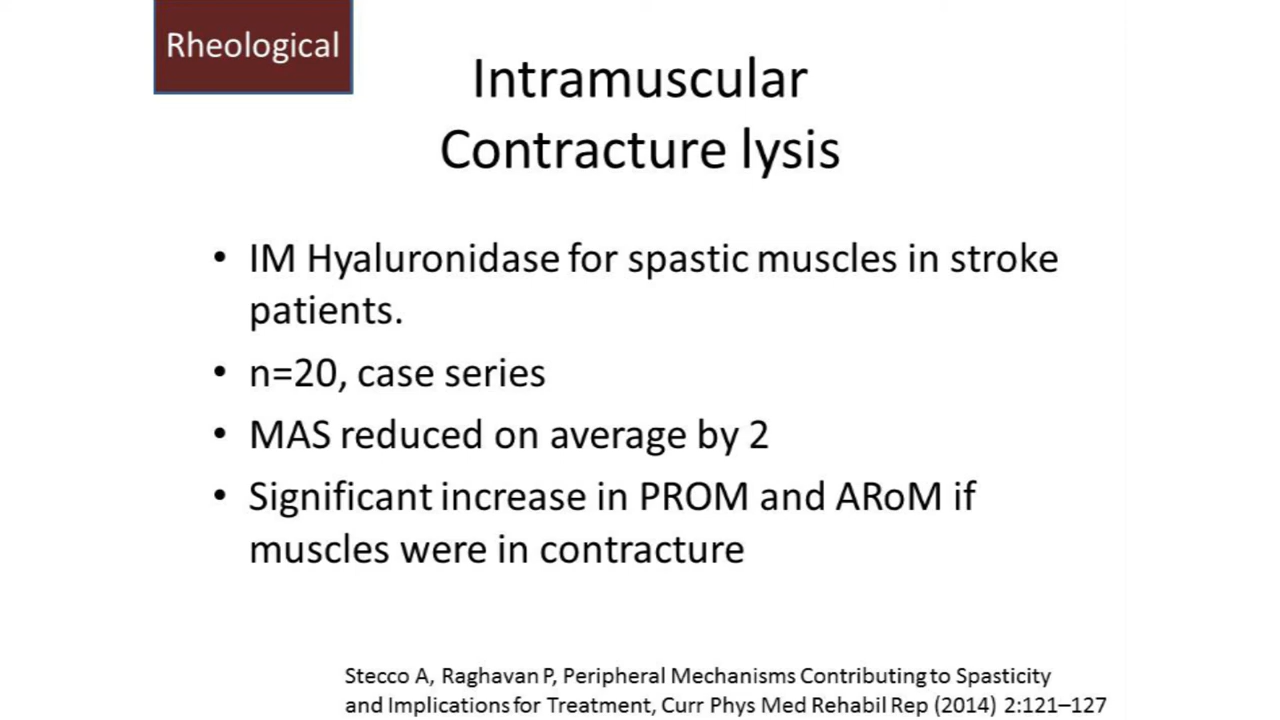 Rheological
Intramuscular
Contracture lysis
• IM Hyaluronidase for spastic muscles in stroke
patients.
• n=20, case series
• MAS reduced on average by 2
• Significant increase in PROM and ARoM if
muscles were in contracture
Stecco A, Raghavan P, Peripheral Mechanisms Contributing to Spasticity
and Implications for Treatment, Curr Phys Med Rehabil Rep (2014) 2:121–127